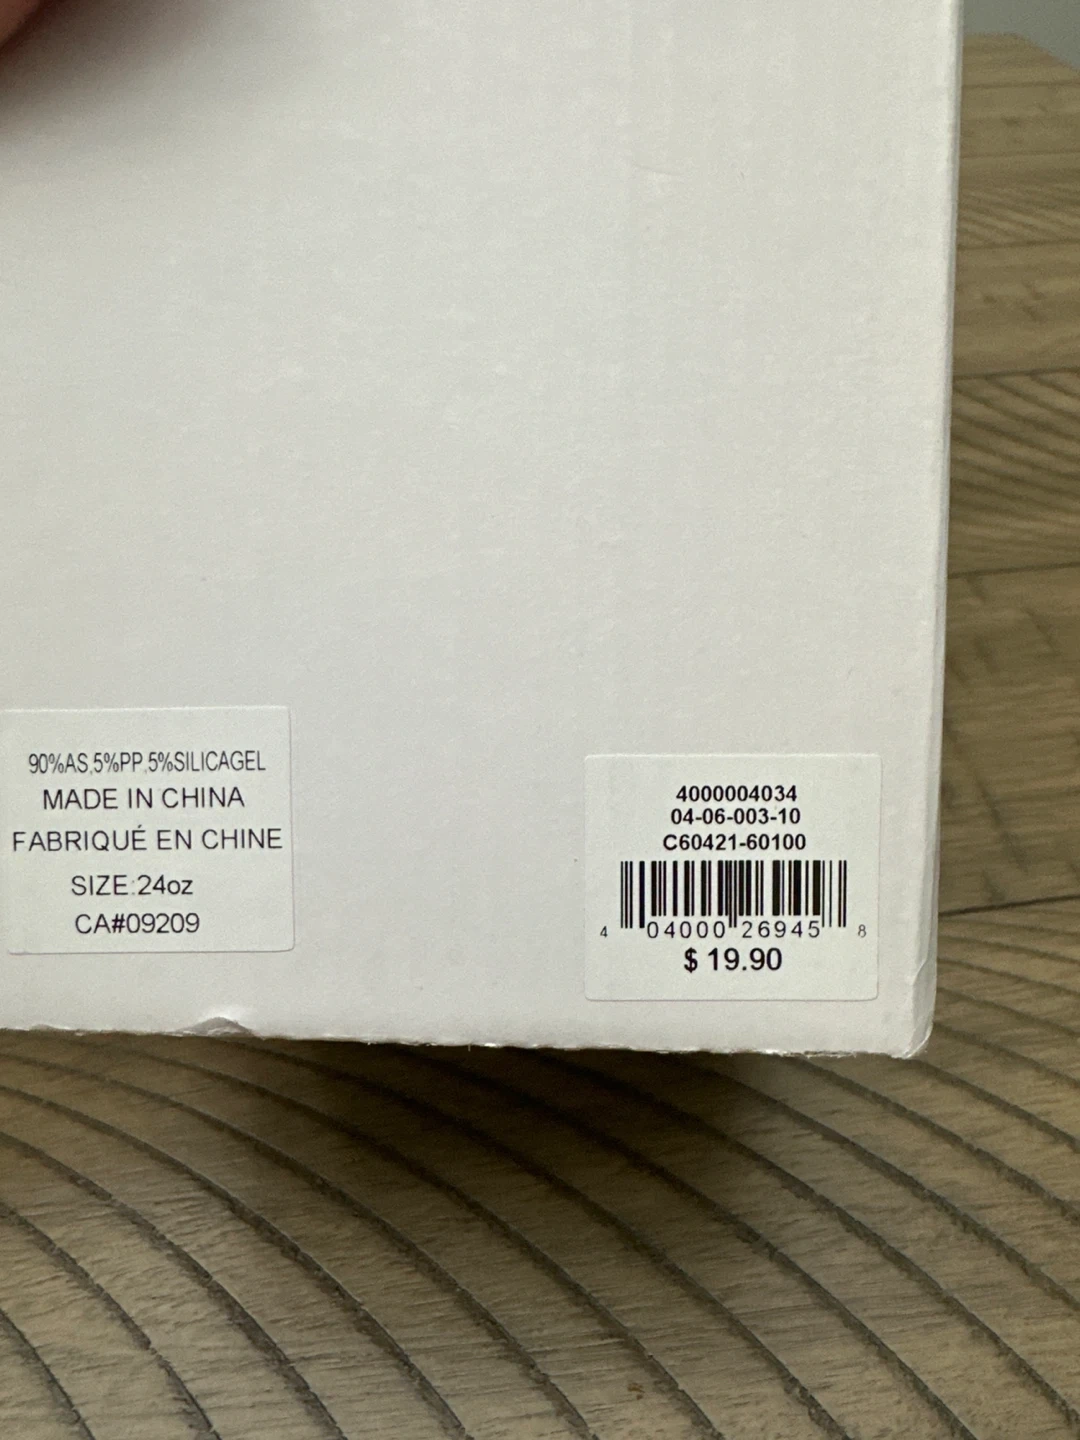 90%AS,5%PP,5%SILICAGEL
MADE IN CHINA
FABRIQUÉ EN CHINE
SIZE:24oz
CA#09209
4000004034
04-06-003-10
C60421-60100
4 04000 26945 8
$ 19.90